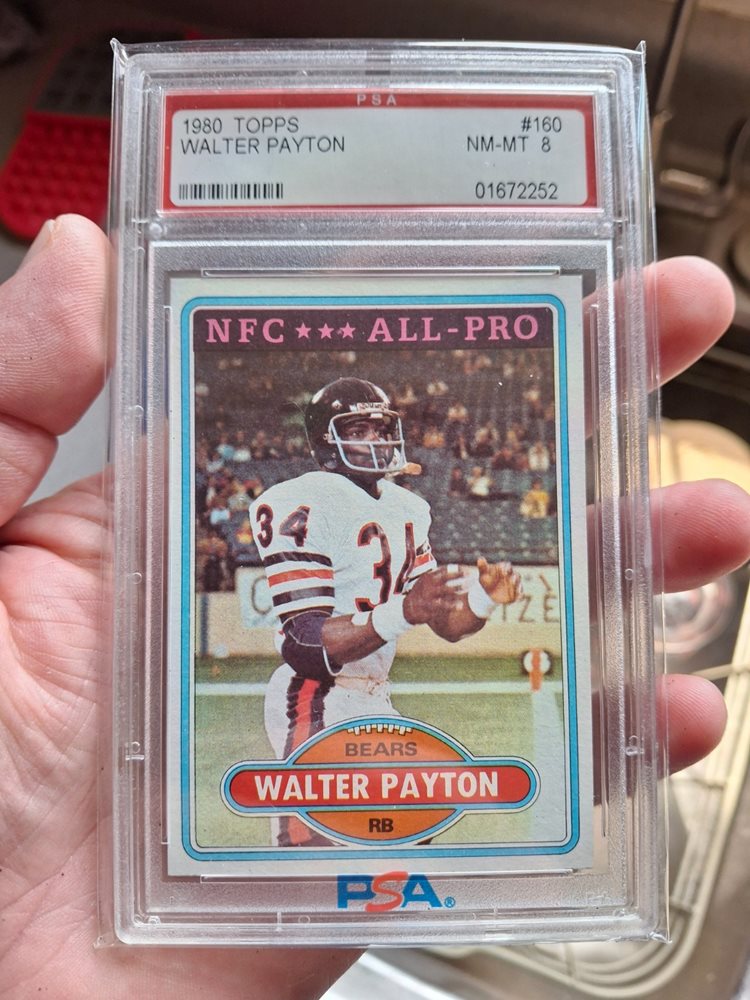 PSA
1980 TOPPS #160
WALTER PAYTON NM-MT 8
01672252
NFC ★★★ ALL-PRO
34
34
BEARS
WALTER PAYTON
RB
PSA®